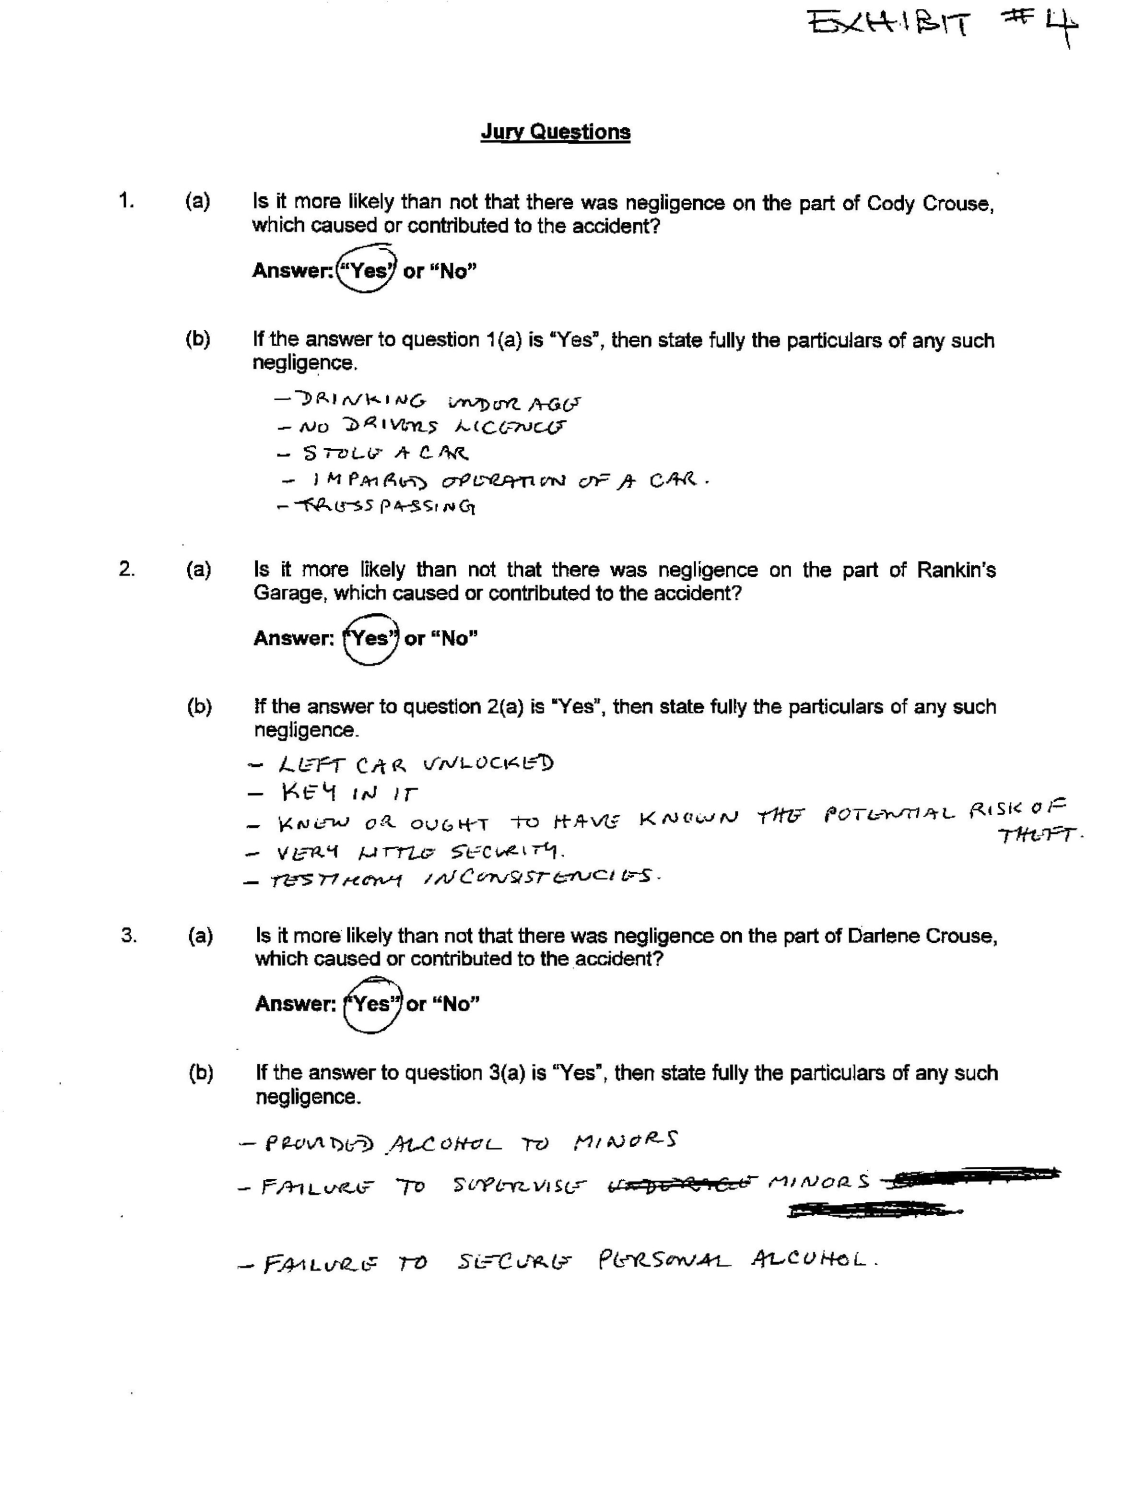 EXHIBIT #4
Jury Questions
1. (a) Is it more likely than not that there was negligence on the part of Cody Crouse,
which caused or contributed to the accident?
Answer: "Yes" or "No"
(b) If the answer to question 1(a) is "Yes", then state fully the particulars of any such
negligence.
- DRINKING UNDER AGE
- NO DRIVERS LICENCE
- STOLE A CAR
- IMPAIRED OPERATION OF A CAR.
- TRESSPASSING
2. (a) Is it more likely than not that there was negligence on the part of Rankin's
Garage, which caused or contributed to the accident?
Answer: "Yes" or "No"
(b) If the answer to question 2(a) is "Yes", then state fully the particulars of any such
negligence.
- LEFT CAR UNLOCKED
- KEY IN IT
- KNEW OR OUGHT TO HAVE KNOWN THE POTENTIAL RISK OF
THEFT.
- VERY LITTLE SECURITY.
- TESTIMONY INCONSISTENCIES.
3. (a) Is it more likely than not that there was negligence on the part of Darlene Crouse,
which caused or contributed to the accident?
Answer: "Yes" or "No"
(b) If the answer to question 3(a) is "Yes", then state fully the particulars of any such
negligence.
- PROVIDED ALCOHOL TO MINORS
- FAILURE TO SUPERVISE UNDERAGE MINORS
- FAILURE TO SECURE PERSONAL ALCOHOL.